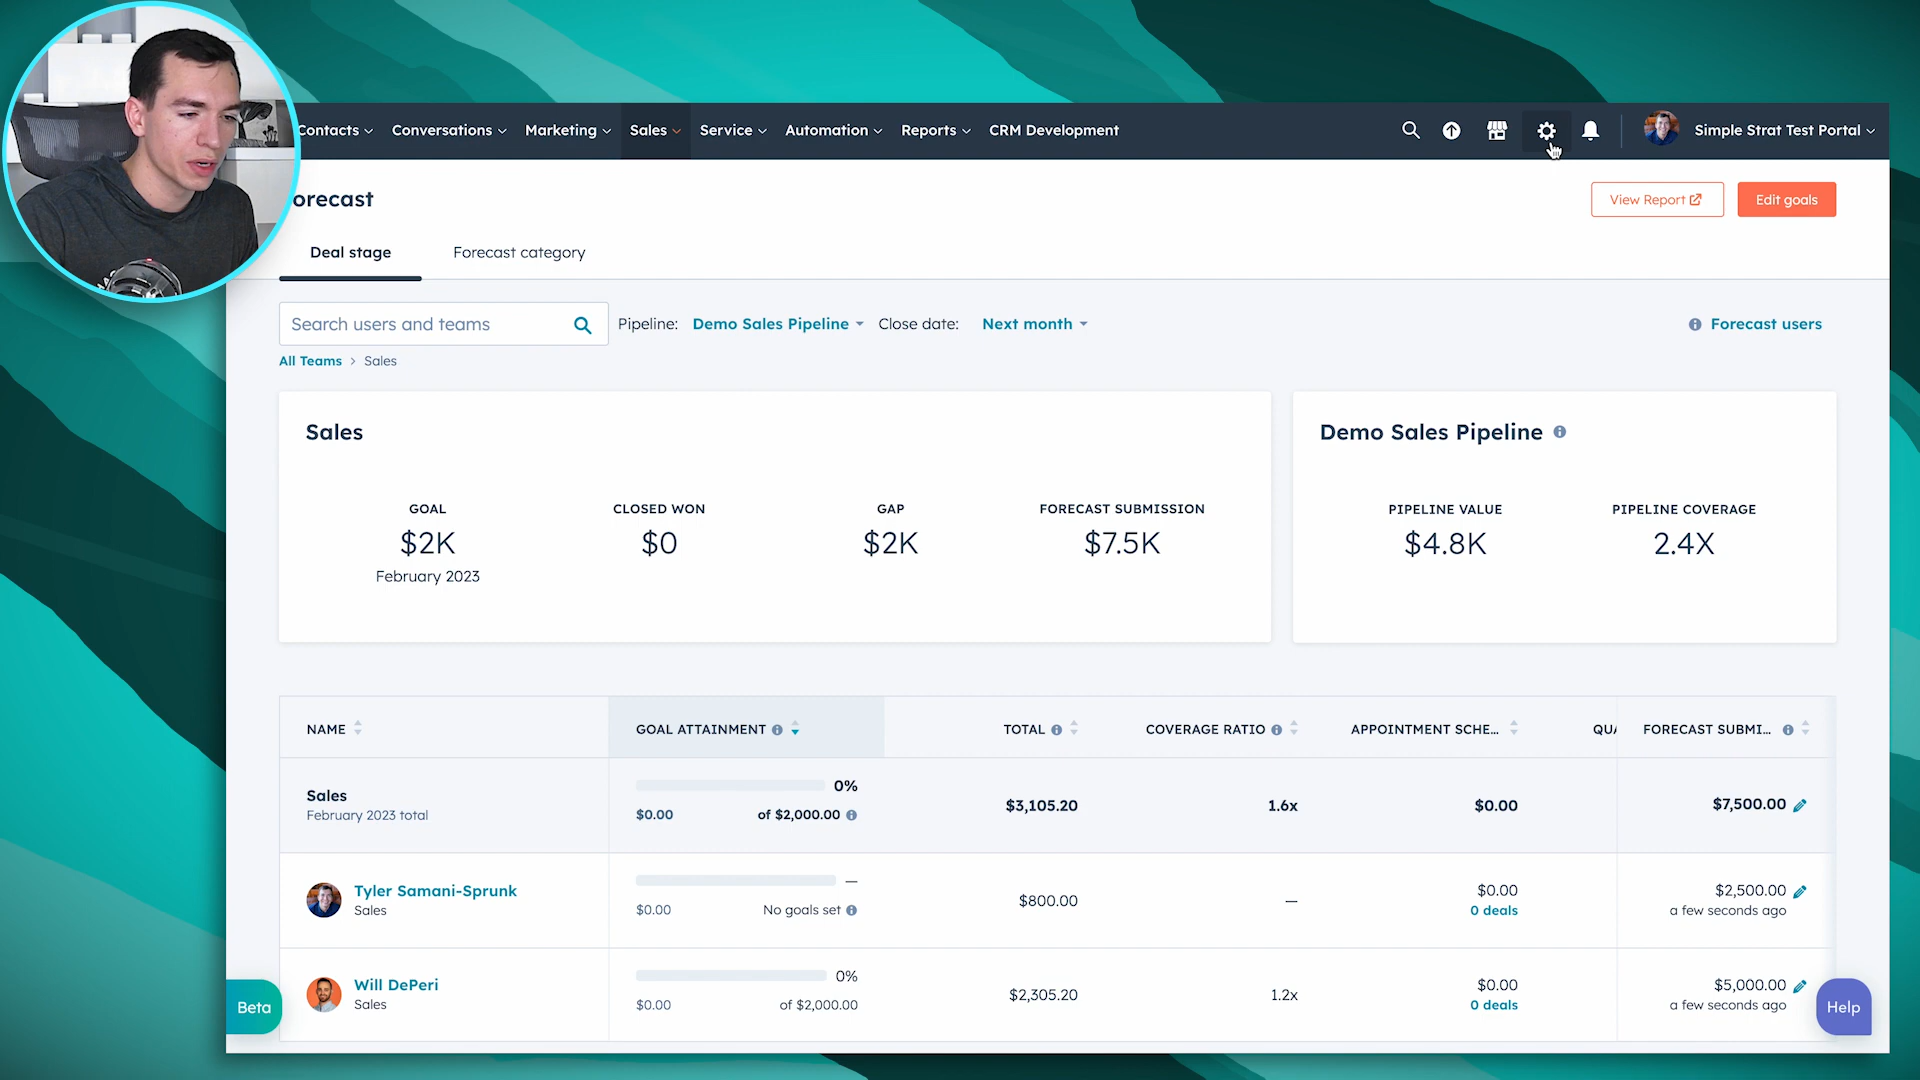 Contacts Conversations Marketing Sales Service Automation Reports CRM Development Simple Strat Test Portal
orecast
View Report Edit goals
Deal stage Forecast category
Search users and teams Pipeline: Demo Sales Pipeline Close date: Next month Forecast users
All Teams > Sales
Sales
GOAL CLOSED WON GAP FORECAST SUBMISSION
$2K $0 $2K $7.5K
February 2023
Demo Sales Pipeline
PIPELINE VALUE PIPELINE COVERAGE
$4.8K 2.4X
NAME GOAL ATTAINMENT TOTAL COVERAGE RATIO APPOINTMENT SCHE... QUA FORECAST SUBMI...
Sales 0% $3,105.20 1.6x $0.00 $7,500.00
February 2023 total $0.00 of $2,000.00
Tyler Samani-Sprunk — $800.00 — $0.00 $2,500.00
Sales $0.00 No goals set 0 deals a few seconds ago
Will DePeri 0% $2,305.20 1.2x $0.00 $5,000.00
Sales $0.00 of $2,000.00 0 deals a few seconds ago
Beta
Help